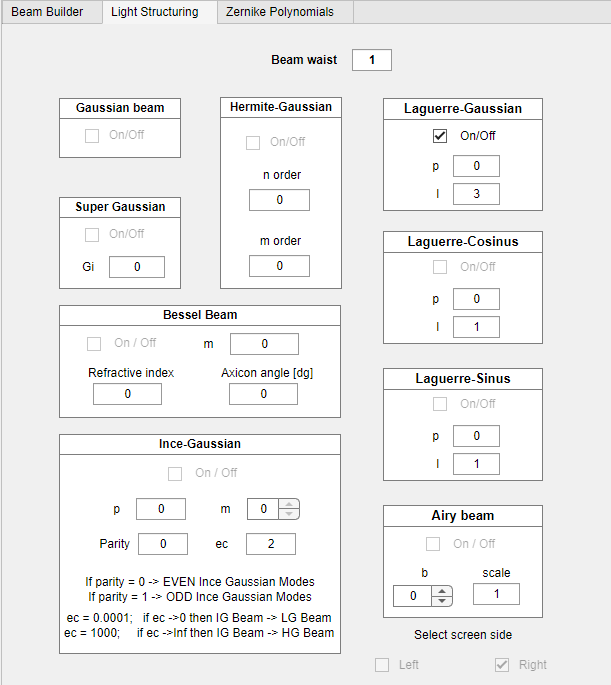 Beam Builder
Light Structuring
Zernike Polynomials
Beam waist 1
Gaussian beam
On/Off
Super Gaussian
On/Off
Gi 0
Hermite-Gaussian
On/Off
n order
0
m order
0
Laguerre-Gaussian
On/Off
p 0
l 3
Laguerre-Cosinus
On/Off
p 0
l 1
Bessel Beam
On / Off m 0
Refractive index Axicon angle [dg]
0 0
Laguerre-Sinus
On/Off
p 0
l 1
Ince-Gaussian
On / Off
p 0 m 0
Parity 0 ec 2
If parity = 0 -> EVEN Ince Gaussian Modes
If parity = 1 -> ODD Ince Gaussian Modes
ec = 0.0001; if ec ->0 then IG Beam -> LG Beam
ec = 1000; if ec ->Inf then IG Beam -> HG Beam
Airy beam
On / Off
b scale
0 1
Select screen side
Left Right